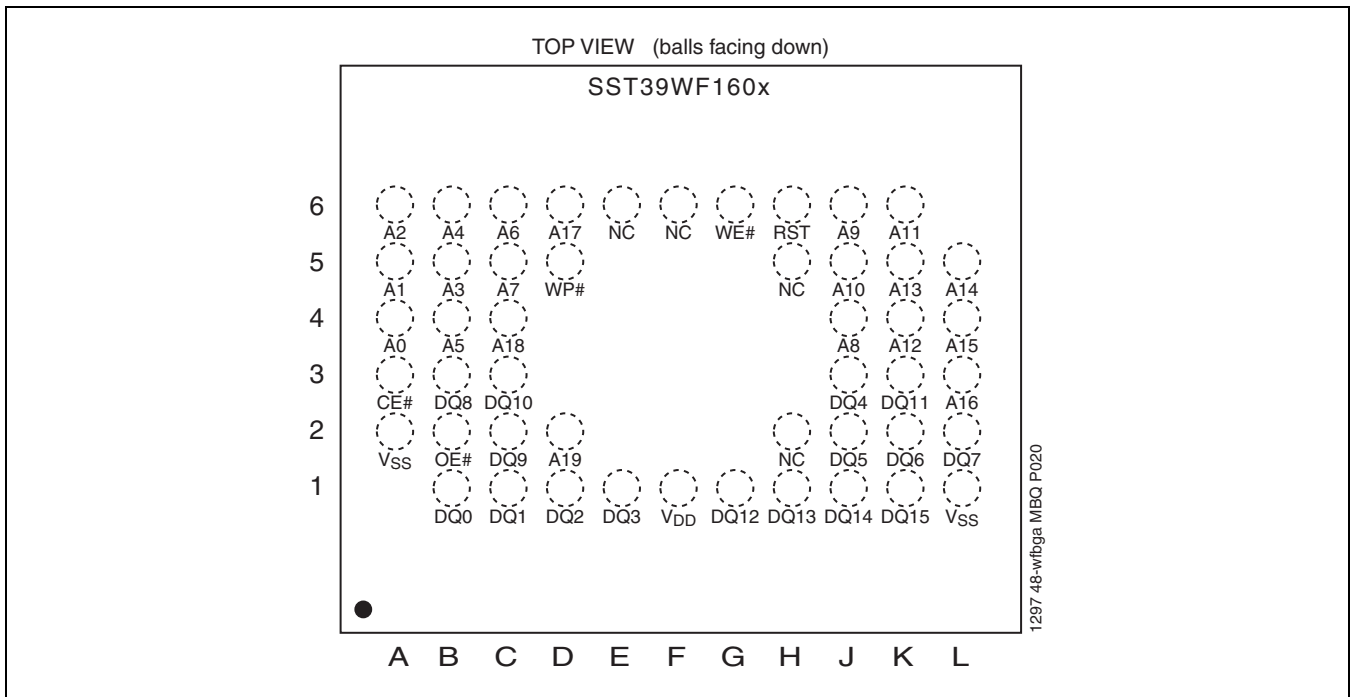 TOP VIEW (balls facing down)
SST39WF160x
6
A2 A4 A6 A17 NC NC WE# RST A9 A11
5
A1 A3 A7 WP# NC A10 A13 A14
4
A0 A5 A18 A8 A12 A15
3
CE# DQ8 DQ10 DQ4 DQ11 A16
2
VSS OE# DQ9 A19 NC DQ5 DQ6 DQ7
1
DQ0 DQ1 DQ2 DQ3 VDD DQ12 DQ13 DQ14 DQ15 VSS
A B C D E F G H J K L
1297 48-wfbga MBQ P020